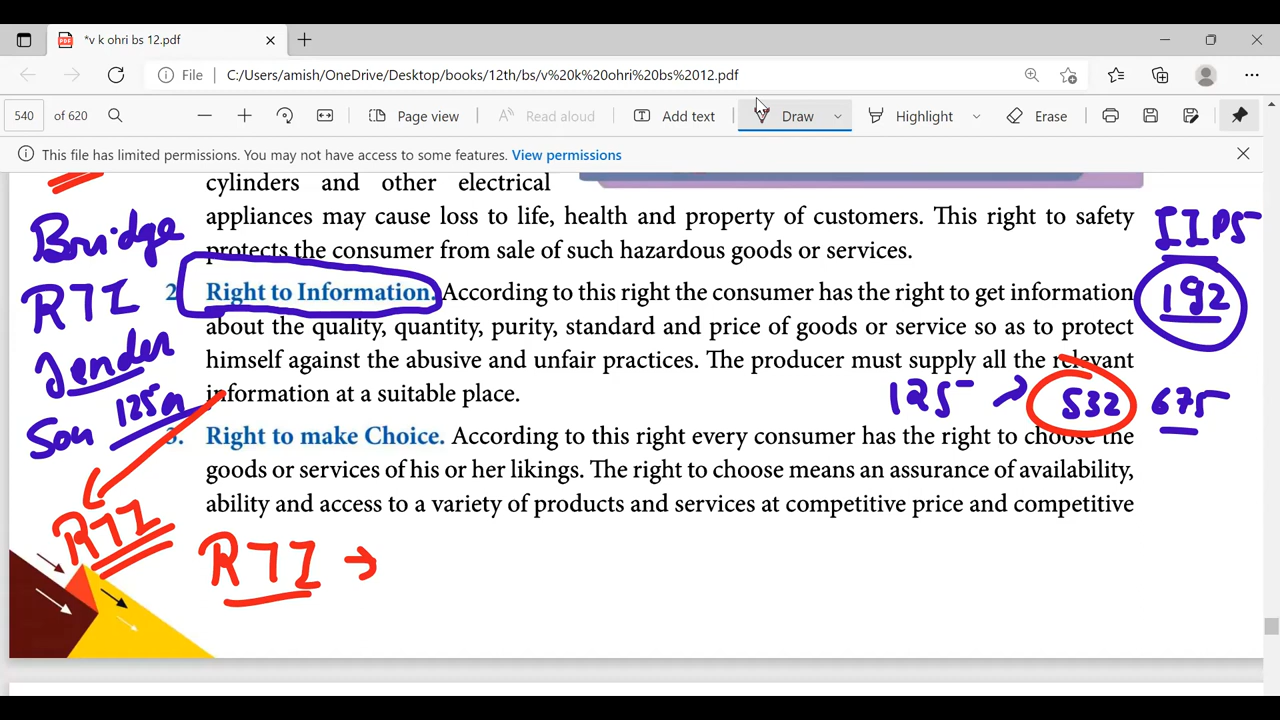 *v k ohri bs 12.pdf
File C:/Users/amish/OneDrive/Desktop/books/12th/bs/v%20k%20ohri%20bs%2012.pdf
540 of 620 Page view Read aloud Add text Draw Highlight Erase
This file has limited permissions. You may not have access to some features. View permissions
cylinders and other electrical
appliances may cause loss to life, health and property of customers. This right to safety
protects the consumer from sale of such hazardous goods or services.
2. Right to Information. According to this right the consumer has the right to get information
about the quality, quantity, purity, standard and price of goods or service so as to protect
himself against the abusive and unfair practices. The producer must supply all the relevant
information at a suitable place.
3. Right to make Choice. According to this right every consumer has the right to choose the
goods or services of his or her likings. The right to choose means an assurance of availability,
ability and access to a variety of products and services at competitive price and competitive
Bridge
RTI
Jender
Son 125a
RTI
RTI →
192
125 → 532 675